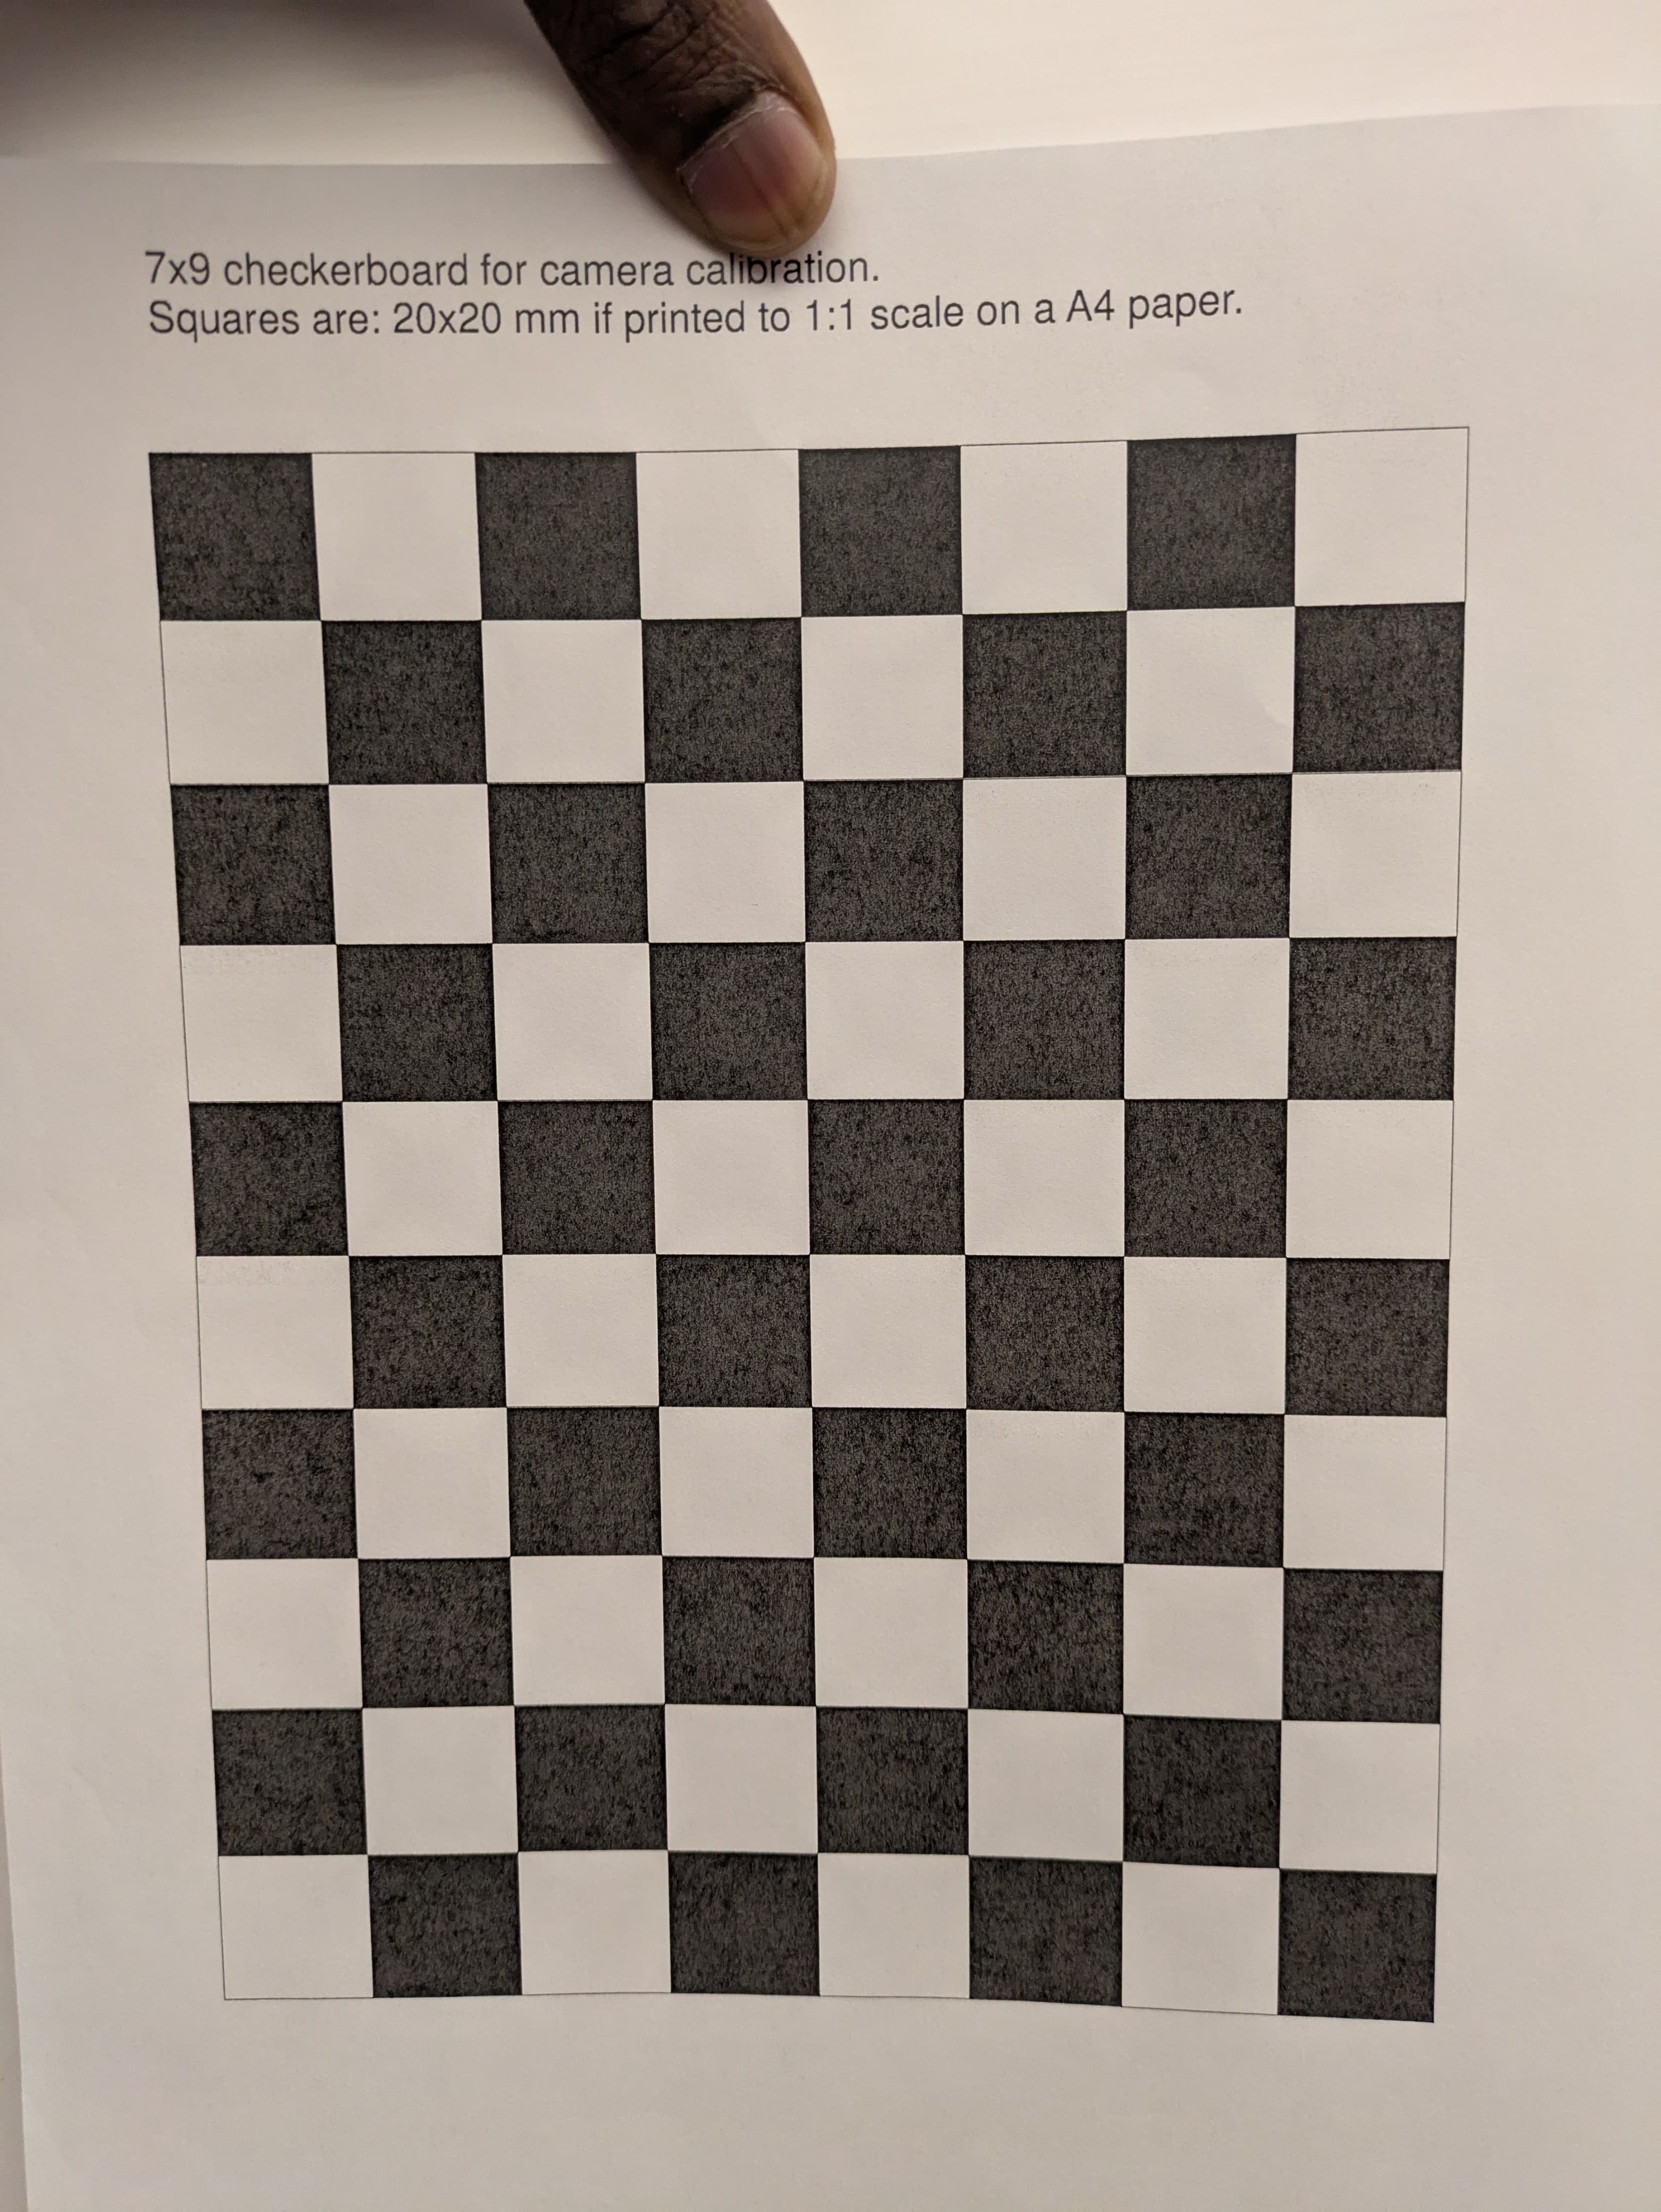 7x9 checkerboard for camera calibration.
Squares are: 20x20 mm if printed to 1:1 scale on a A4 paper.